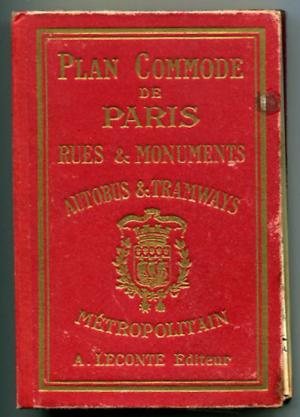 PLAN COMMODE
DE
PARIS
RUES & MONUMENTS
AUTOBUS & TRAMWAYS
MÉTROPOLITAIN
A. LECONTE Editeur